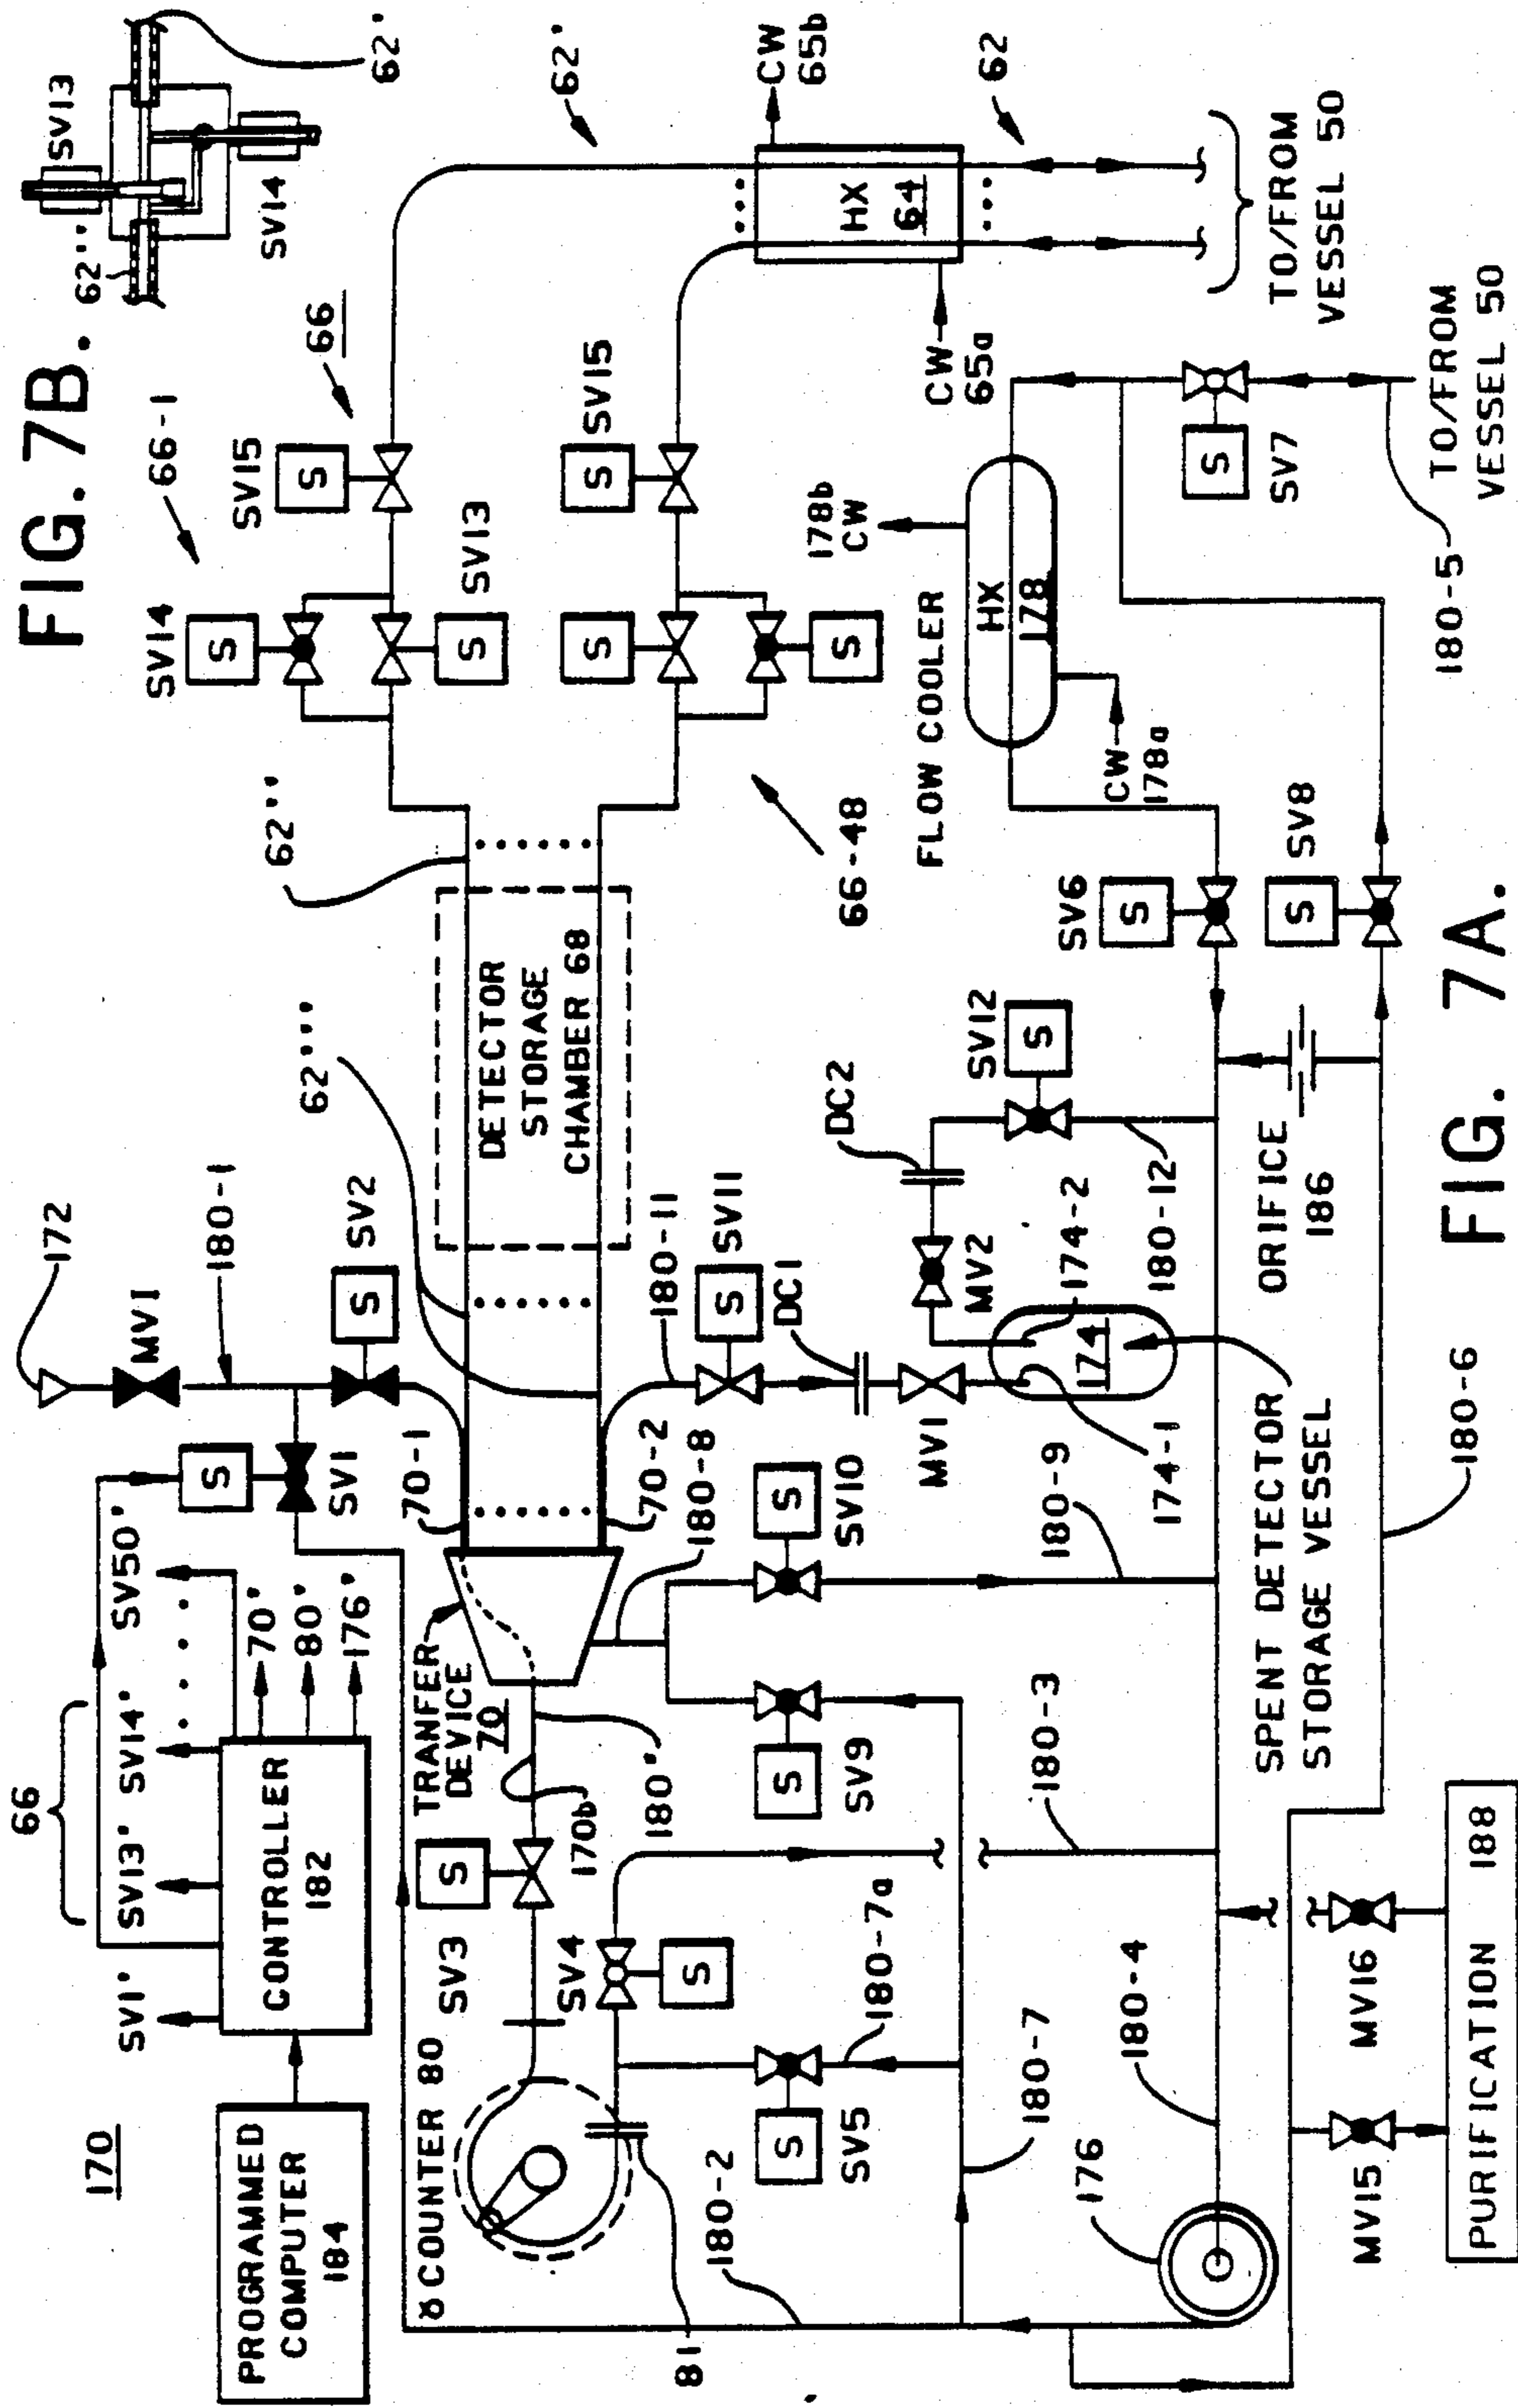 170
PROGRAMMED
COMPUTER
184
CONTROLLER
182
66
SV1'
SV13'
SV14'
SV50'
70'
80'
176'
172
MV1
180-1
SV1
S
SV2
S
70-1
TRANFER
DEVICE
70
62'''
DETECTOR
STORAGE
CHAMBER 68
62''
FIG. 7B.
SV13
62''
62'
SV14
66-1
66
SV14
S
SV15
S
SV13
S
62'
SV15
S
S
S
66-48
HX
64
CW
65b
CW
65a
62
TO/FROM
VESSEL 50
γ COUNTER 80
SV3
S
170b
180'
SV4
S
81
180-2
SV5
S
180-7a
180-7
SV9
S
SV10
S
70-2
180-8
180-9
180-3
180-11
SV11
S
DC1
MV1
174-1
174
174-2
MV2
DC2
SV12
S
180-12
SPENT DETECTOR
STORAGE VESSEL
ORIFICE
186
FLOW COOLER
HX
178
178b
CW
CW
178a
SV6
S
SV8
S
SV7
S
180-5
TO/FROM
VESSEL 50
176
180-4
180-6
MV15
MV16
PURIFICATION 188
FIG. 7A.